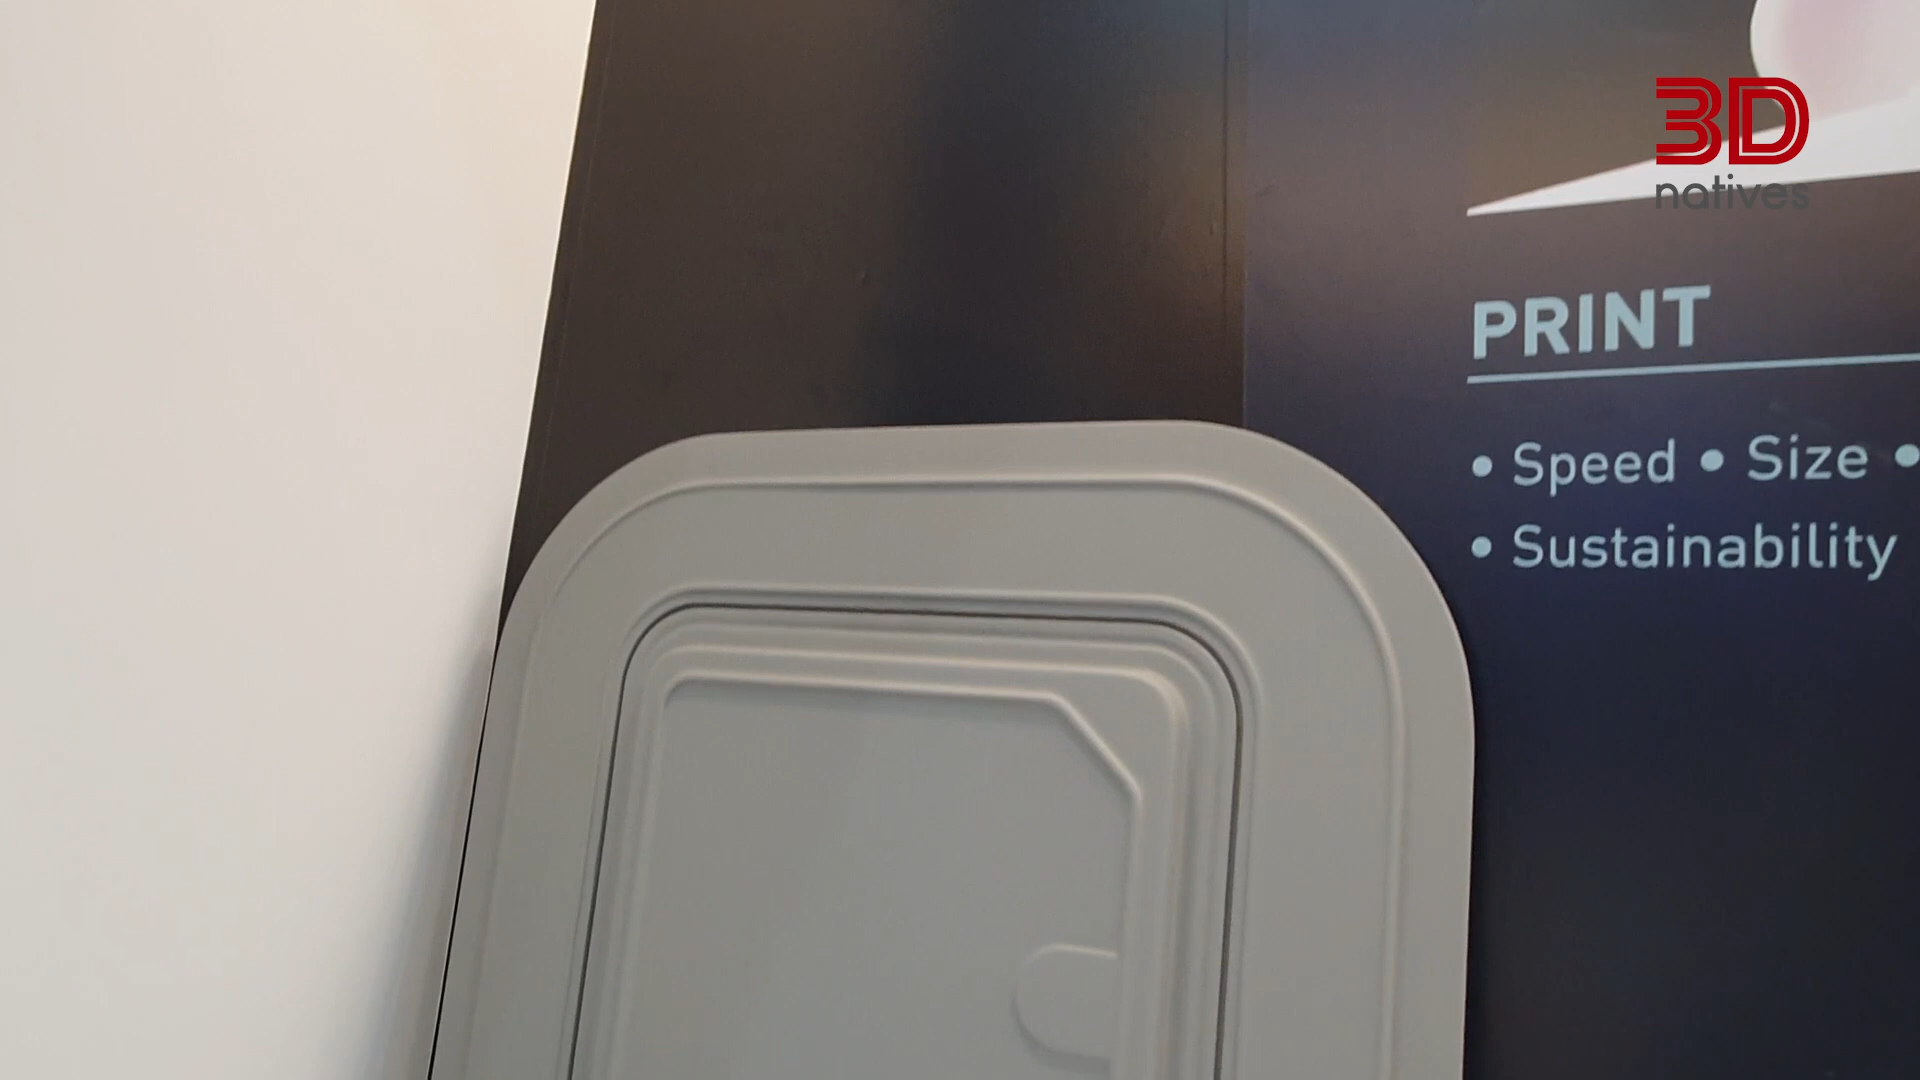 3D
natives
PRINT
• Speed • Size •
• Sustainability